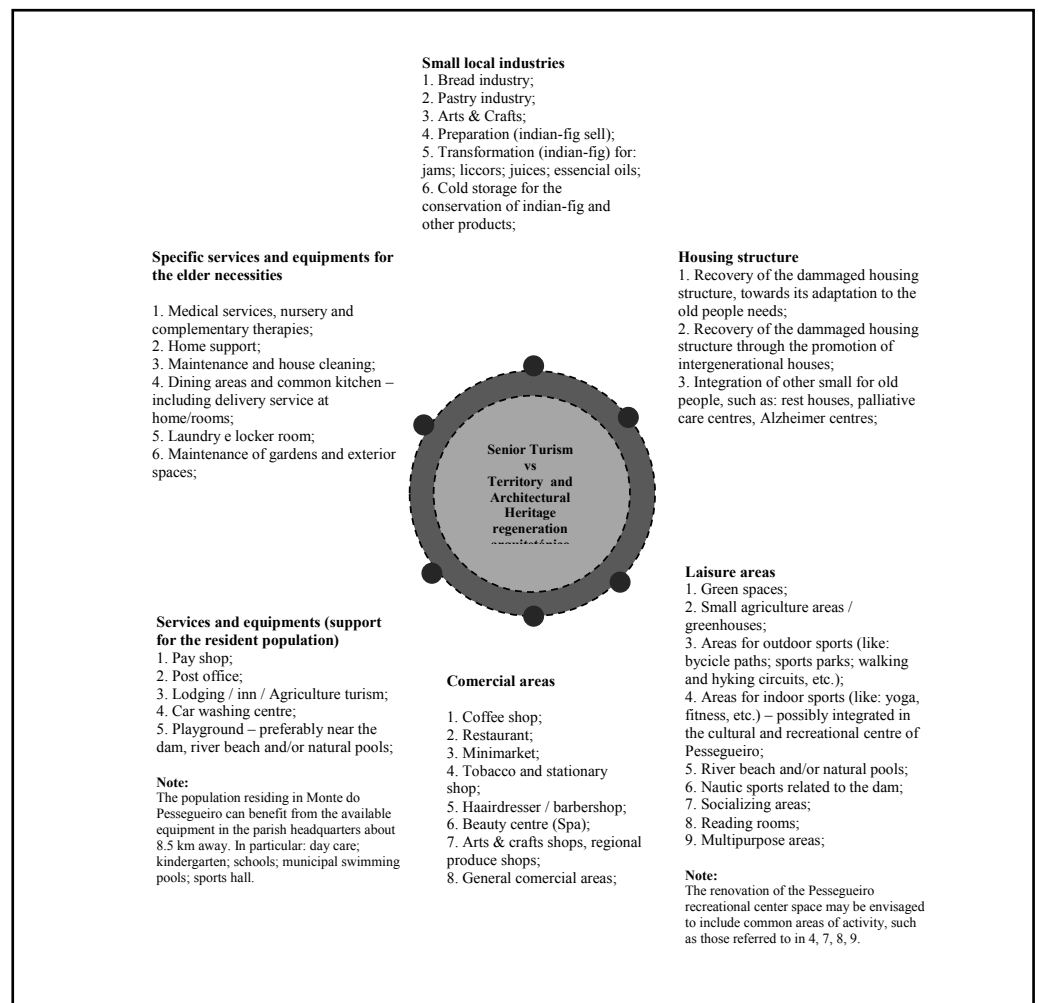 Small local industries
1. Bread industry;
2. Pastry industry;
3. Arts & Crafts;
4. Preparation (indian-fig sell);
5. Transformation (indian-fig) for:
jams; liccors; juices; essencial oils;
6. Cold storage for the
conservation of indian-fig and
other products;
Specific services and equipments for
the elder necessities
1. Medical services, nursery and
complementary therapies;
2. Home support;
3. Maintenance and house cleaning;
4. Dining areas and common kitchen –
including delivery service at
home/rooms;
5. Laundry e locker room;
6. Maintenance of gardens and exterior
spaces;
Housing structure
1. Recovery of the dammaged housing
structure, towards its adaptation to the
old people needs;
2. Recovery of the dammaged housing
structure through the promotion of
intergenerational houses;
3. Integration of other small for old
people, such as: rest houses, palliative
care centres, Alzheimer centres;
Senior Turism
vs
Territory and
Architectural
Heritage
regeneration
Services and equipments (support
for the resident population)
1. Pay shop;
2. Post office;
3. Lodging / inn / Agriculture turism;
4. Car washing centre;
5. Playground – preferably near the
dam, river beach and/or natural pools;
Note:
The population residing in Monte do
Pessegueiro can benefit from the available
equipment in the parish headquarters about
8.5 km away. In particular: day care;
kindergarten; schools; municipal swimming
pools; sports hall.
Comercial areas
1. Coffee shop;
2. Restaurant;
3. Minimarket;
4. Tobacco and stationary
shop;
5. Haairdresser / barbershop;
6. Beauty centre (Spa);
7. Arts & crafts shops, regional
produce shops;
8. General comercial areas;
Laisure areas
1. Green spaces;
2. Small agriculture areas /
greenhouses;
3. Areas for outdoor sports (like:
bycicle paths; sports parks; walking
and hyking circuits, etc.);
4. Areas for indoor sports (like: yoga,
fitness, etc.) – possibly integrated in
the cultural and recreational centre of
Pessegueiro;
5. River beach and/or natural pools;
6. Nautic sports related to the dam;
7. Socializing areas;
8. Reading rooms;
9. Multipurpose areas;
Note:
The renovation of the Pessegueiro
recreational center space may be envisaged
to include common areas of activity, such
as those referred to in 4, 7, 8, 9.